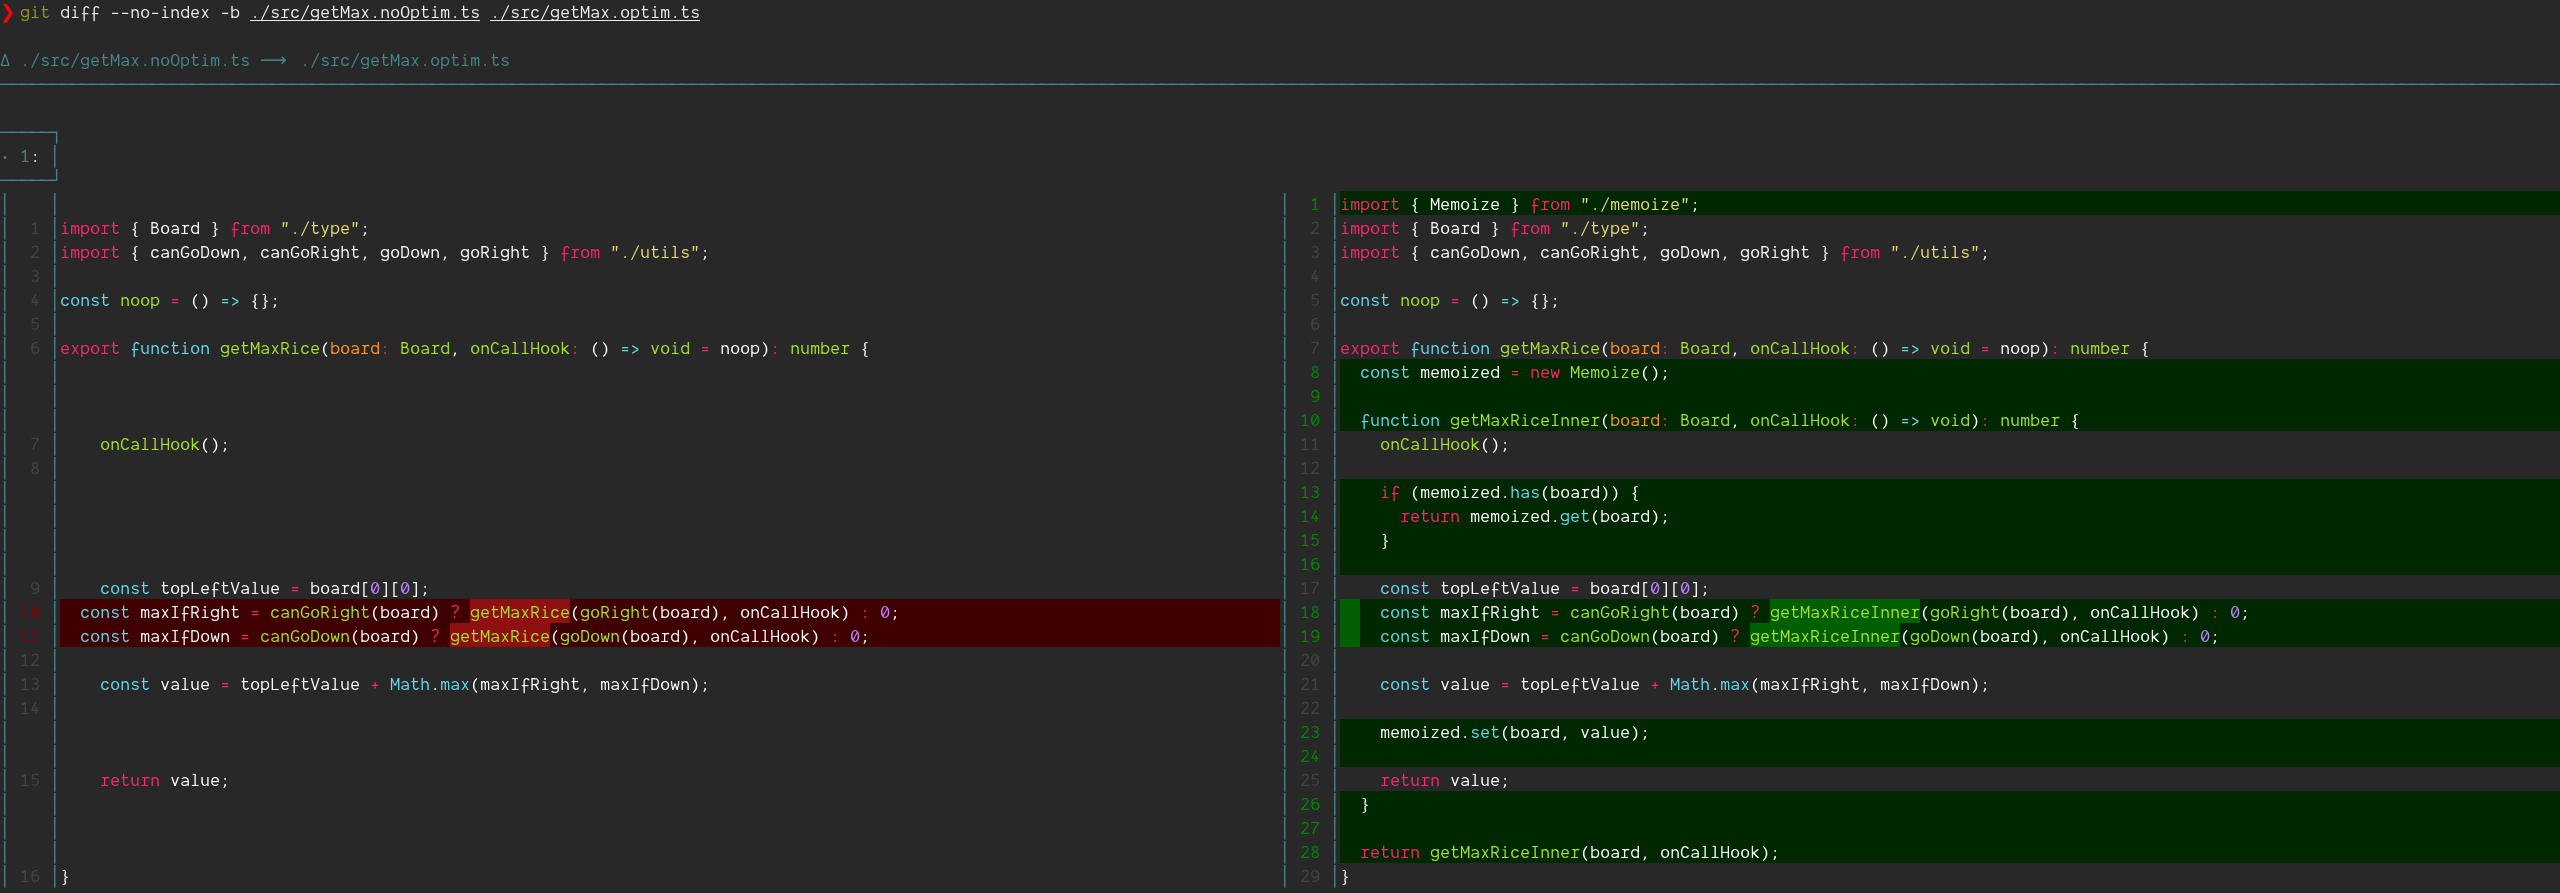 ❯ git diff --no-index -b ./src/getMax.noOptim.ts ./src/getMax.optim.ts
Δ ./src/getMax.noOptim.ts ⟶ ./src/getMax.optim.ts
• 1:
1 import { Board } from "./type";
2 import { canGoDown, canGoRight, goDown, goRight } from "./utils";
3
4 const noop = () => {};
5
6 export function getMaxRice(board: Board, onCallHook: () => void = noop): number {
7     onCallHook();
8
9     const topLeftValue = board[0][0];
10   const maxIfRight = canGoRight(board) ? getMaxRice(goRight(board), onCallHook) : 0;
11   const maxIfDown = canGoDown(board) ? getMaxRice(goDown(board), onCallHook) : 0;
12
13     const value = topLeftValue + Math.max(maxIfRight, maxIfDown);
14
15     return value;
16 }
1 import { Memoize } from "./memoize";
2 import { Board } from "./type";
3 import { canGoDown, canGoRight, goDown, goRight } from "./utils";
4
5 const noop = () => {};
6
7 export function getMaxRice(board: Board, onCallHook: () => void = noop): number {
8   const memoized = new Memoize();
9
10   function getMaxRiceInner(board: Board, onCallHook: () => void): number {
11     onCallHook();
12
13     if (memoized.has(board)) {
14       return memoized.get(board);
15     }
16
17     const topLeftValue = board[0][0];
18     const maxIfRight = canGoRight(board) ? getMaxRiceInner(goRight(board), onCallHook) : 0;
19     const maxIfDown = canGoDown(board) ? getMaxRiceInner(goDown(board), onCallHook) : 0;
20
21     const value = topLeftValue + Math.max(maxIfRight, maxIfDown);
22
23     memoized.set(board, value);
24
25     return value;
26   }
27
28   return getMaxRiceInner(board, onCallHook);
29 }